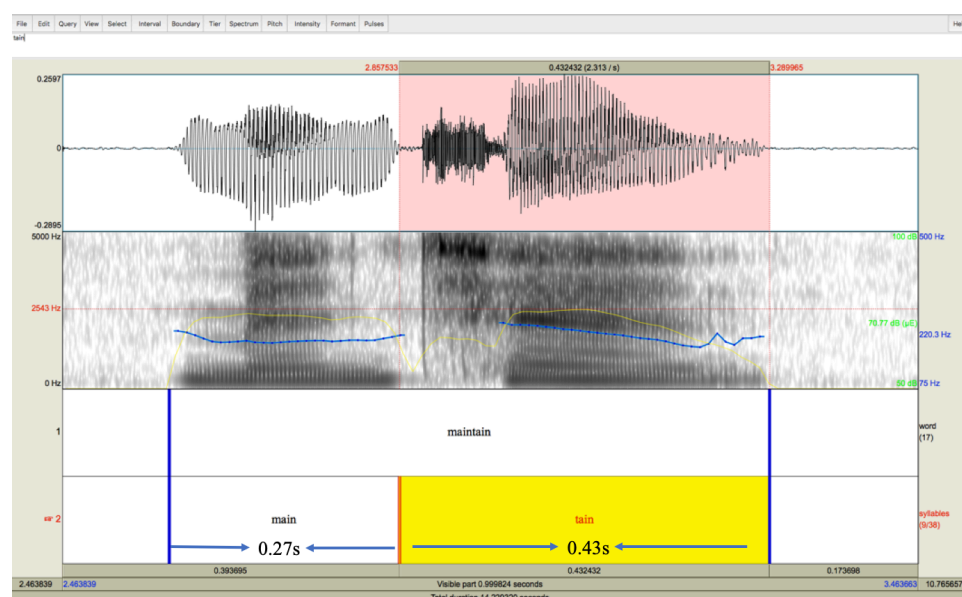 File Edit Query View Select Interval Boundary Tier Spectrum Pitch Intensity Formant Pulses He
tain
2.857533 0.432432 (2.313 / s) 3.289965
0.2597
0
-0.2895
5000 Hz 100 dB 500 Hz
2543 Hz
70.77 dB (µE) 220.3 Hz
0 Hz 50 dB 75 Hz
1 maintain word
(17)
2 main tain syllables
(9/38)
0.27s 0.43s
0.393695 0.432432 0.173698
2.463839 2.463839 Visible part 0.999824 seconds 3.463663 10.765657